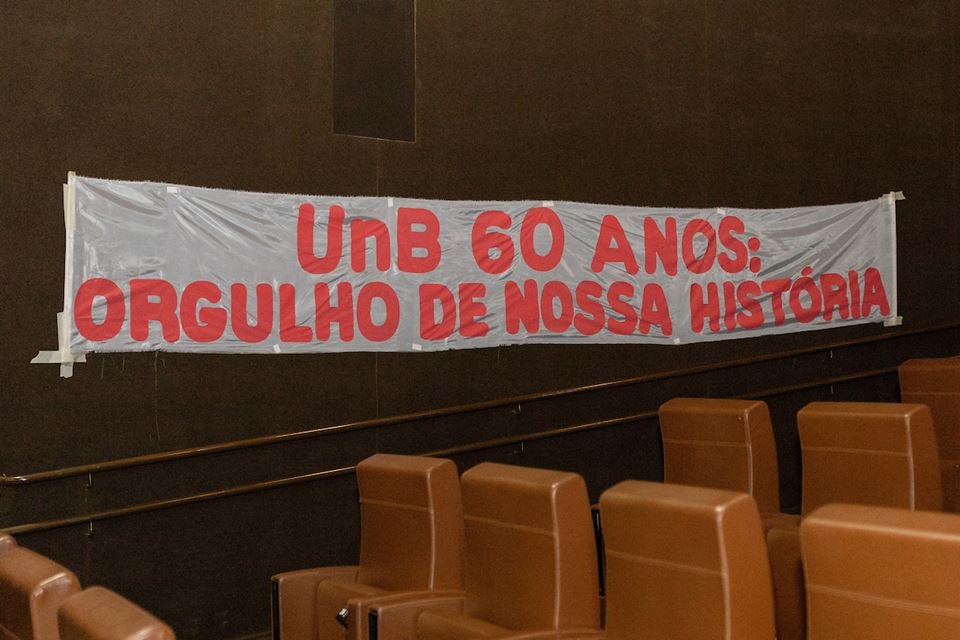 UnB 60 ANOS:
ORGULHO DE NOSSA HISTÓRIA